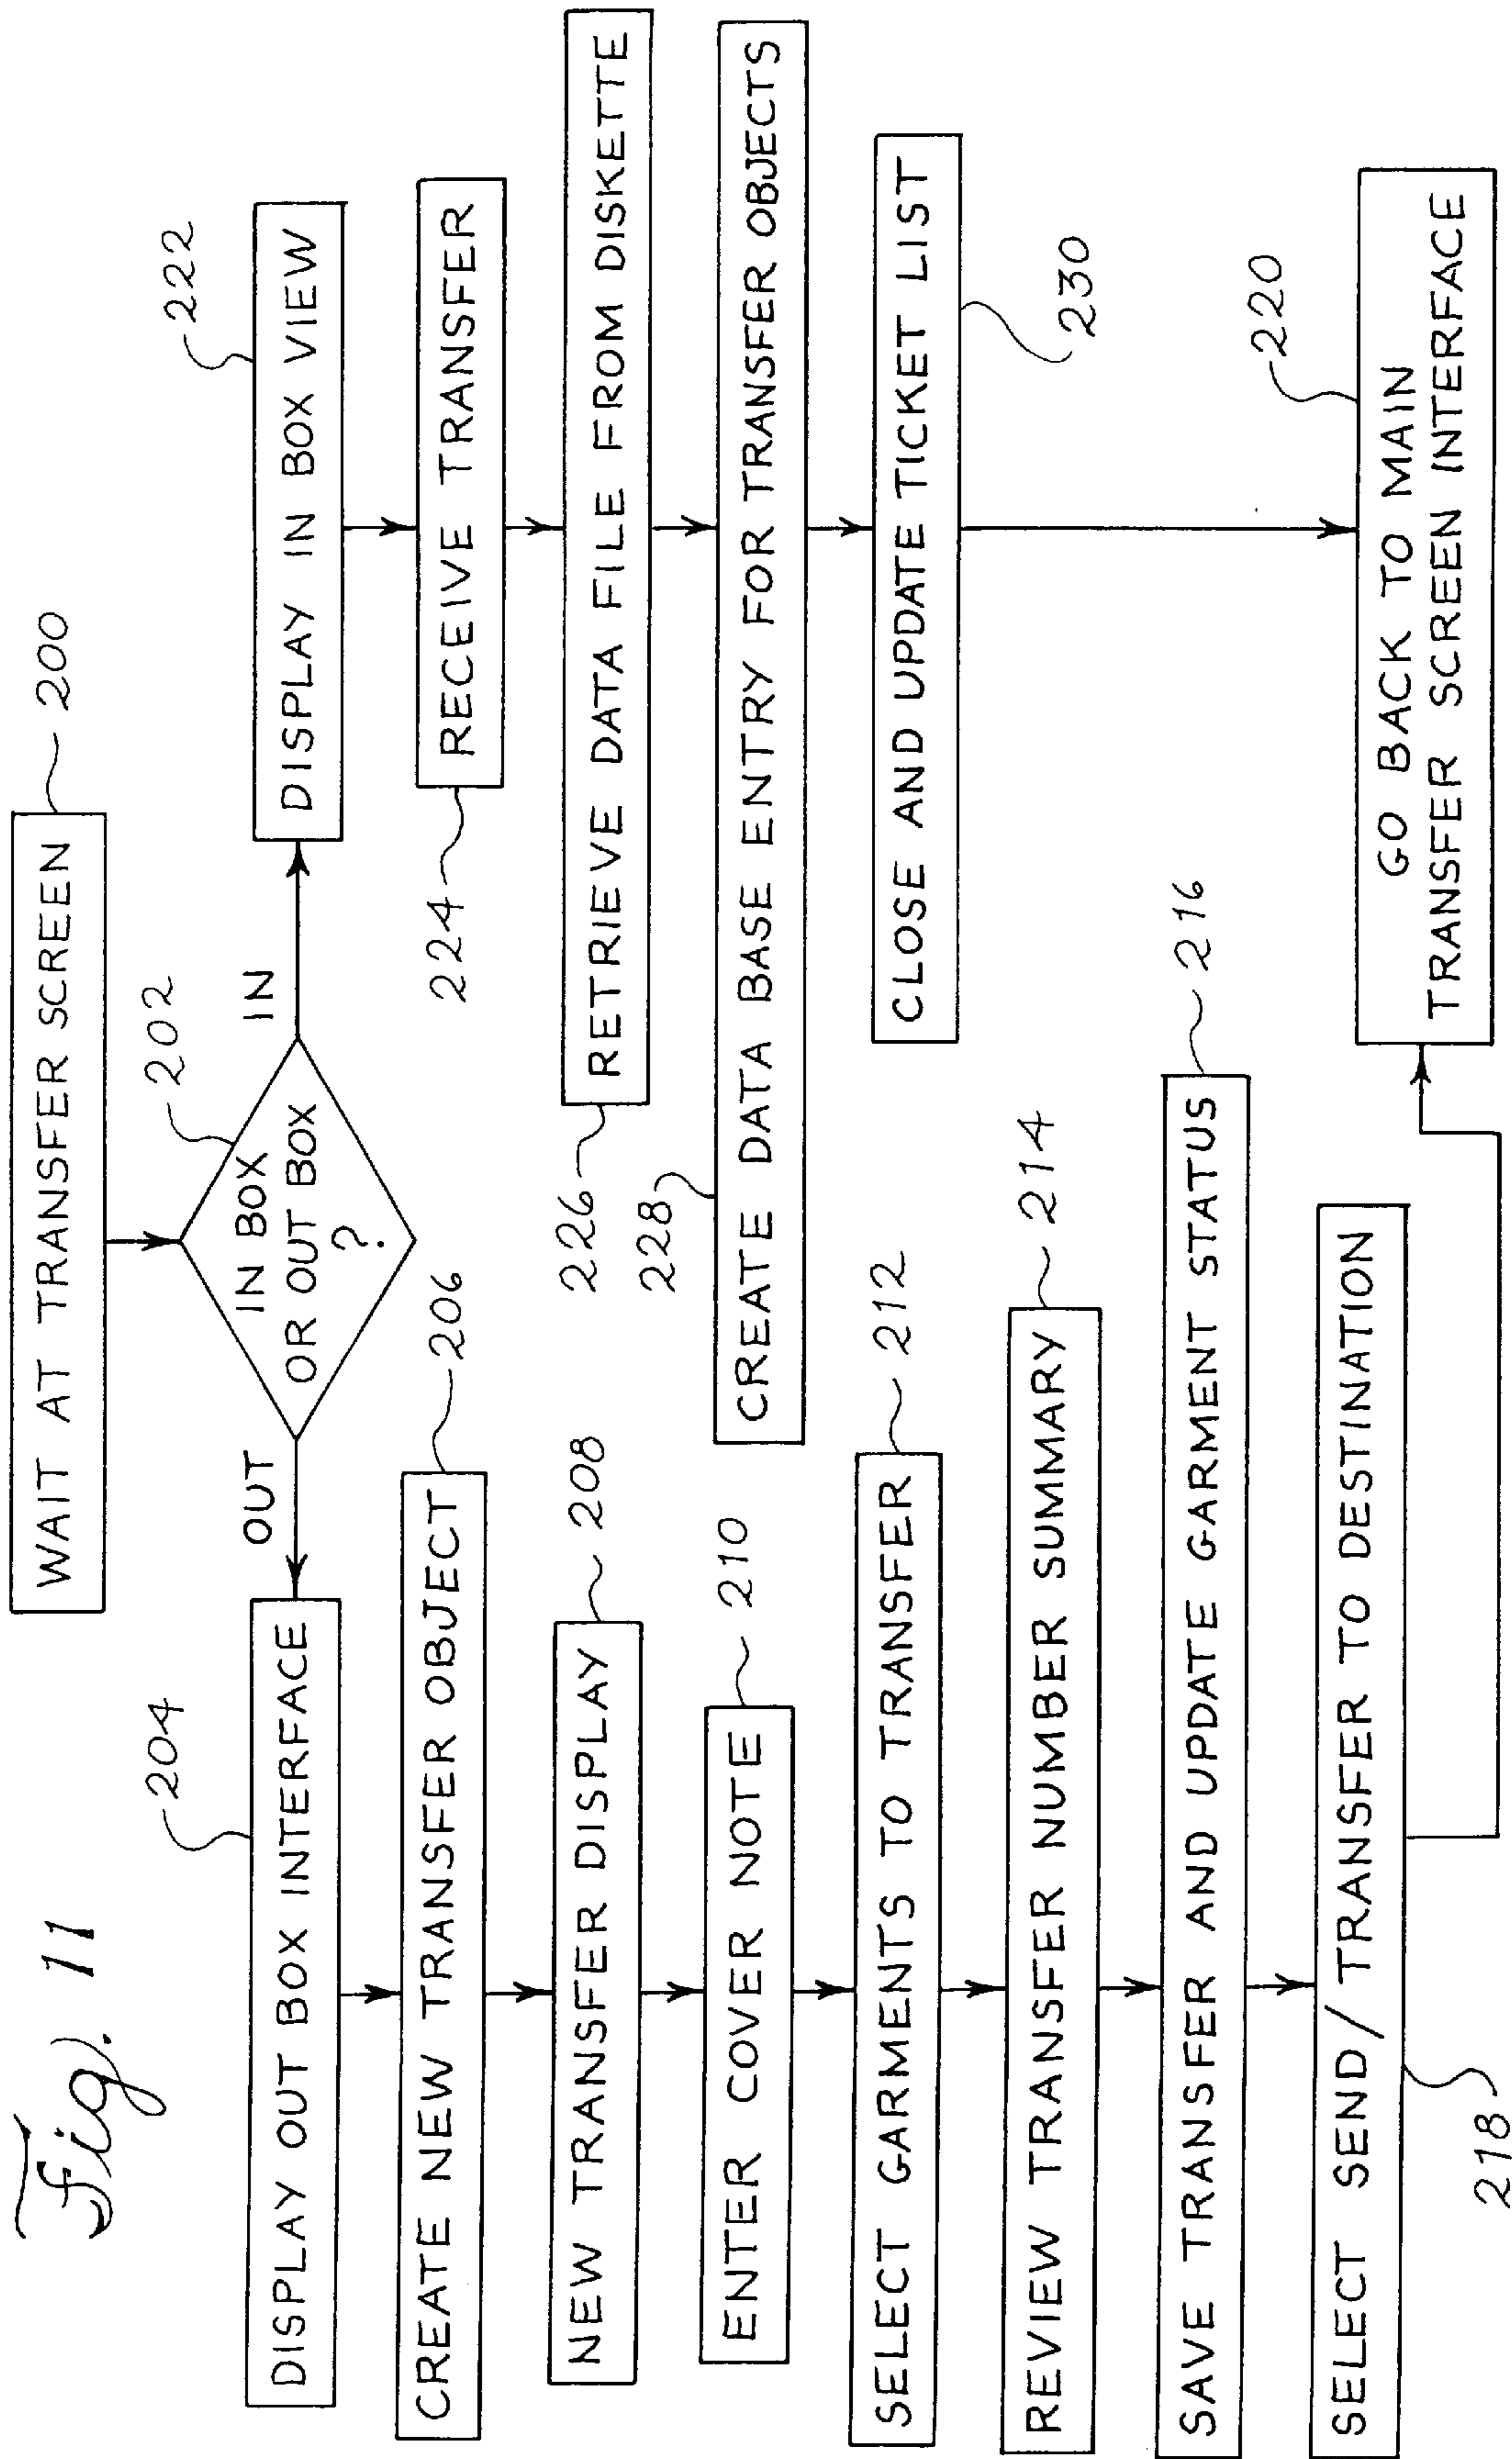 Fig. 11
WAIT AT TRANSFER SCREEN
200
202
IN BOX
OR OUT BOX
?
OUT
IN
204
DISPLAY OUT BOX INTERFACE
206
CREATE NEW TRANSFER OBJECT
208
NEW TRANSFER DISPLAY
210
ENTER COVER NOTE
212
SELECT GARMENTS TO TRANSFER
214
REVIEW TRANSFER NUMBER SUMMARY
216
SAVE TRANSFER AND UPDATE GARMENT STATUS
SELECT SEND/TRANSFER TO DESTINATION
218
222
DISPLAY IN BOX VIEW
224
RECEIVE TRANSFER
226
RETRIEVE DATA FILE FROM DISKETTE
228
CREATE DATA BASE ENTRY FOR TRANSFER OBJECTS
CLOSE AND UPDATE TICKET LIST
230
220
GO BACK TO MAIN
TRANSFER SCREEN INTERFACE